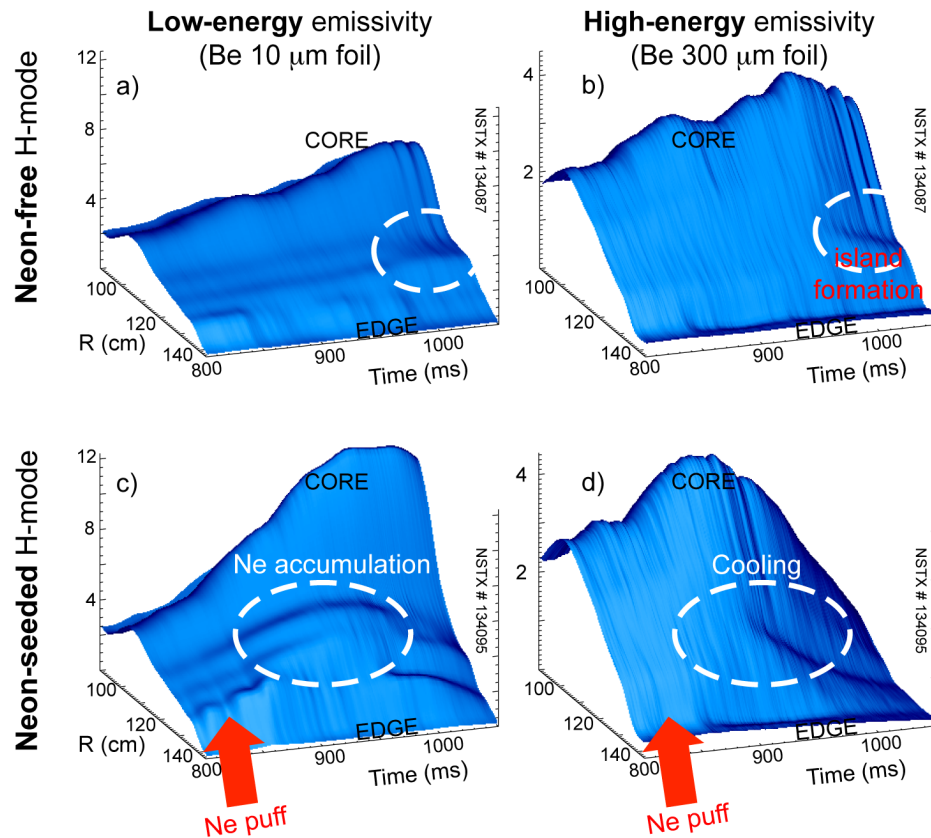 Low-energy emissivity
(Be 10 μm foil)
High-energy emissivity
(Be 300 μm foil)
Neon-free H-mode
a)
12
8
4
CORE
EDGE
NSTX # 134087
100
120
140
R (cm)
800
900
1000
Time (ms)
b)
4
2
CORE
island
formation
EDGE
NSTX # 134087
100
120
140
800
900
1000
Time (ms)
Neon-seeded H-mode
c)
12
8
4
CORE
Ne accumulation
EDGE
NSTX # 134095
100
120
140
R (cm)
800
900
1000
Time (ms)
Ne puff
d)
4
2
CORE
Cooling
EDGE
NSTX # 134095
100
120
140
800
900
1000
Time (ms)
Ne puff